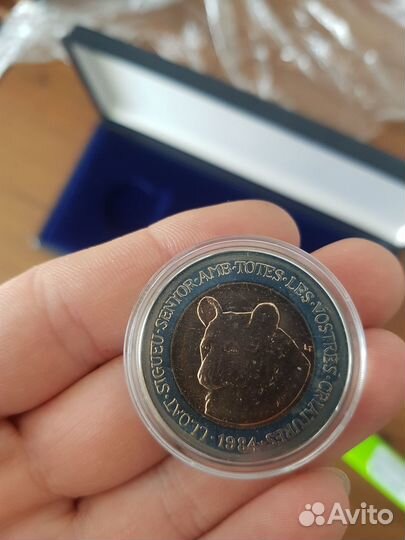 LLOAT·SIGUEU·SENYOR·AMB·TOTES·LES·VOSTRES·CRIATURES·
1984
Avito